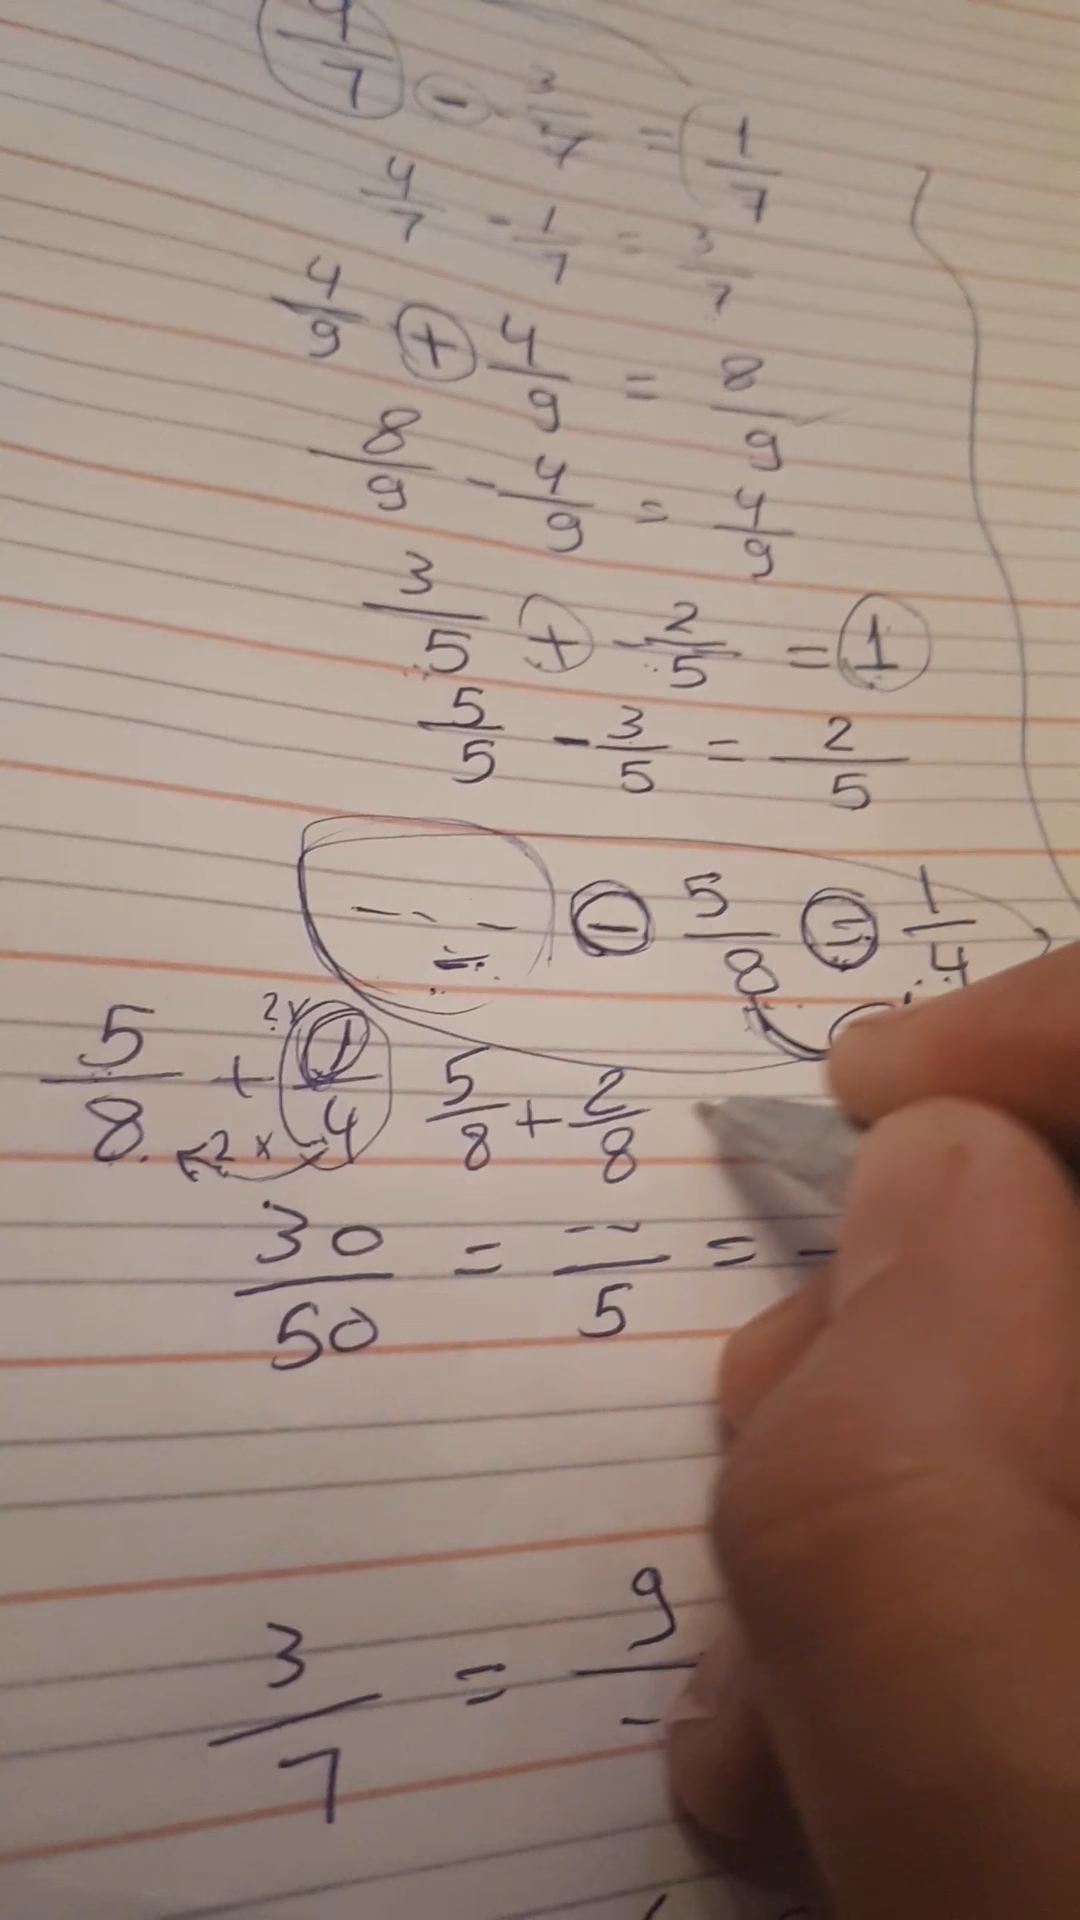 4/7 - 3/7 = 1/7
4/7 - 1/7 = 3/7
4/9 + 4/9 = 8/9
8/9 - 4/9 = 4/9
3/5 + 2/5 = 1
5/5 - 3/5 = 2/5
--- - 5/8 = 1/4
2x
5/8 + 1/4 5/8 + 2/8
2x
30/50 = --/5 =
3/7 = 9/-